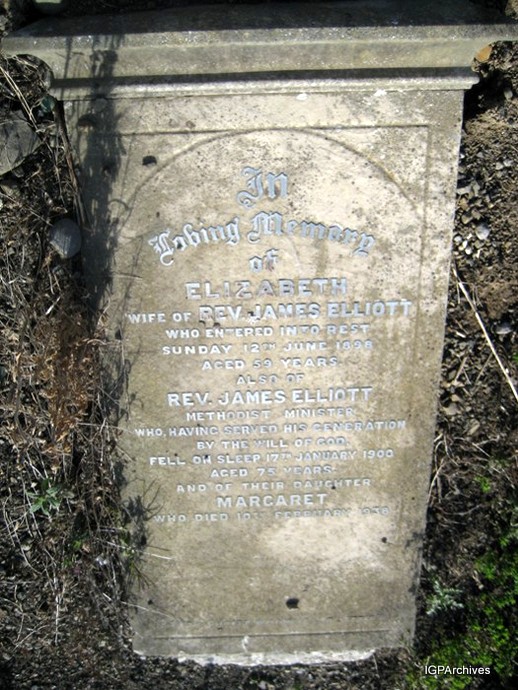 In
Loving Memory
of
ELIZABETH
WIFE OF REV. JAMES ELLIOTT
WHO ENTERED INTO REST
SUNDAY 12TH JUNE 1898
AGED 59 YEARS.
ALSO OF
REV. JAMES ELLIOTT
METHODIST MINISTER
WHO, HAVING SERVED HIS GENERATION
BY THE WILL OF GOD,
FELL ON SLEEP 17TH JANUARY 1900
AGED 75 YEARS.
AND OF THEIR DAUGHTER
MARGARET
WHO DIED 10TH FEBRUARY
IGPArchives